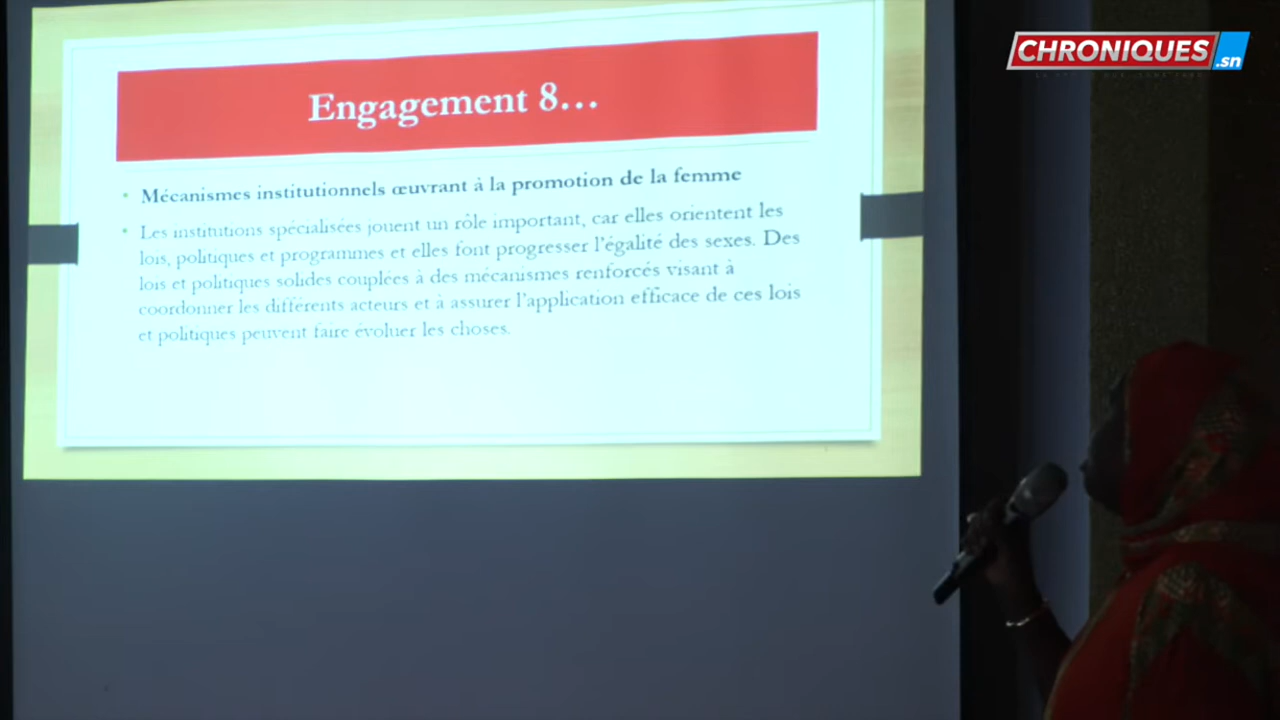 CHRONIQUES.sn
Engagement 8...
• Mécanismes institutionnels œuvrant à la promotion de la femme
• Les institutions spécialisées jouent un rôle important, car elles orientent les
lois, politiques et programmes et elles font progresser l'égalité des sexes. Des
lois et politiques solides couplées à des mécanismes renforcés visant à
coordonner les différents acteurs et à assurer l'application efficace de ces lois
et politiques peuvent faire évoluer les choses.